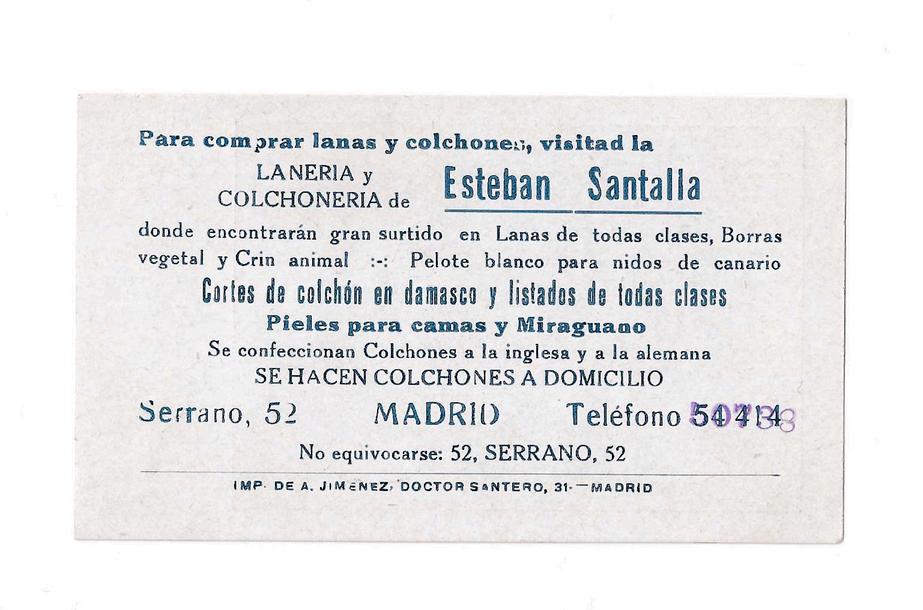 Para comprar lanas y colchones, visitad la
LANERIA y
COLCHONERIA de
Esteban Santalla
donde encontrarán gran surtido en Lanas de todas clases, Borras
vegetal y Crin animal :-: Pelote blanco para nidos de canario
Cortes de colchón en damasco y listados de todas clases
Pieles para camas y Miraguano
Se confeccionan Colchones a la inglesa y a la alemana
SE HACEN COLCHONES A DOMICILIO
Serrano, 52 MADRID Teléfono
No equivocarse: 52, SERRANO, 52
IMP. DE A. JIMENEZ, DOCTOR SANTERO, 31.—MADRID